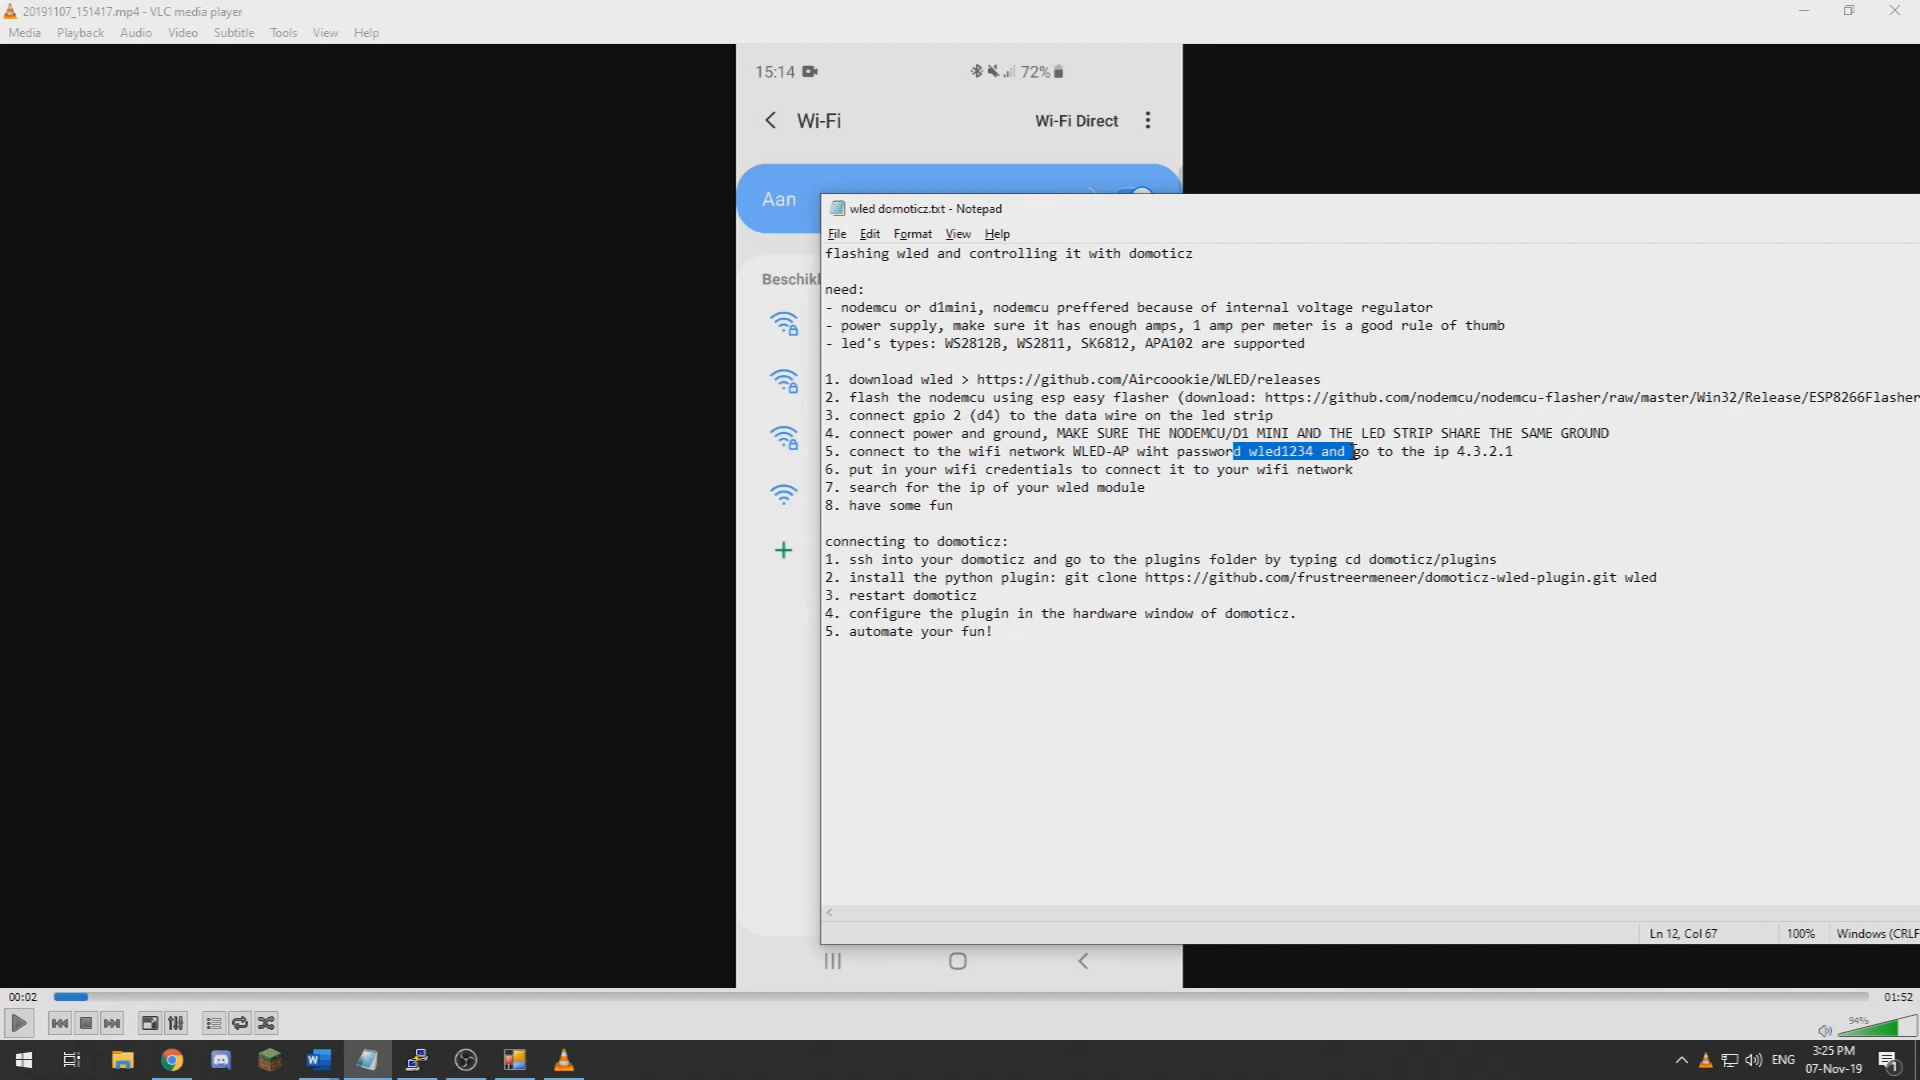 20191107_151417.mp4 - VLC media player
Media Playback Audio Video Subtitle Tools View Help
15:14 72%
Wi-Fi Wi-Fi Direct
Aan
wled domoticz.txt - Notepad
File Edit Format View Help
flashing wled and controlling it with domoticz
need:
- nodemcu or d1mini, nodemcu preffered because of internal voltage regulator
- power supply, make sure it has enough amps, 1 amp per meter is a good rule of thumb
- led's types: WS2812B, WS2811, SK6812, APA102 are supported
1. download wled > https://github.com/Aircoookie/WLED/releases
2. flash the nodemcu using esp easy flasher (download: https://github.com/nodemcu/nodemcu-flasher/raw/master/Win32/Release/ESP8266Flasher
3. connect gpio 2 (d4) to the data wire on the led strip
4. connect power and ground, MAKE SURE THE NODEMCU/D1 MINI AND THE LED STRIP SHARE THE SAME GROUND
5. connect to the wifi network WLED-AP wiht password wled1234 and go to the ip 4.3.2.1
6. put in your wifi credentials to connect it to your wifi network
7. search for the ip of your wled module
8. have some fun
connecting to domoticz:
1. ssh into your domoticz and go to the plugins folder by typing cd domoticz/plugins
2. install the python plugin: git clone https://github.com/frustreermeneer/domoticz-wled-plugin.git wled
3. restart domoticz
4. configure the plugin in the hardware window of domoticz.
5. automate your fun!
Ln 12, Col 67 100% Windows (CRLF
00:02 01:52
94%
ENG 3:25 PM
07-Nov-19 1